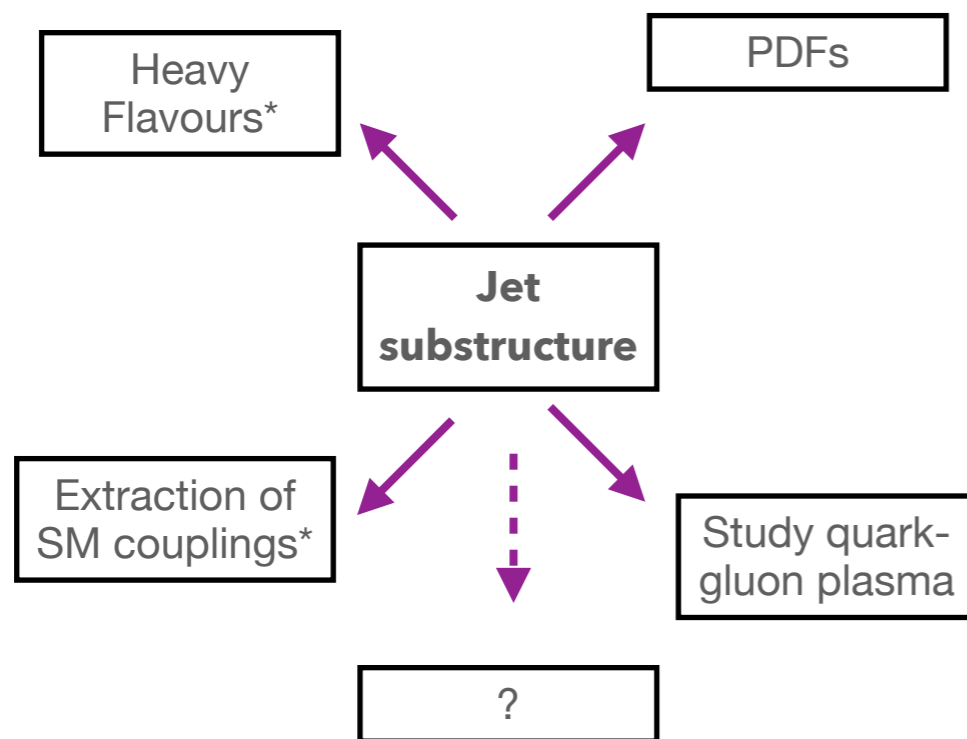 Heavy
Flavours*
PDFs
Jet
substructure
Extraction of
SM couplings*
Study quark-
gluon plasma
?